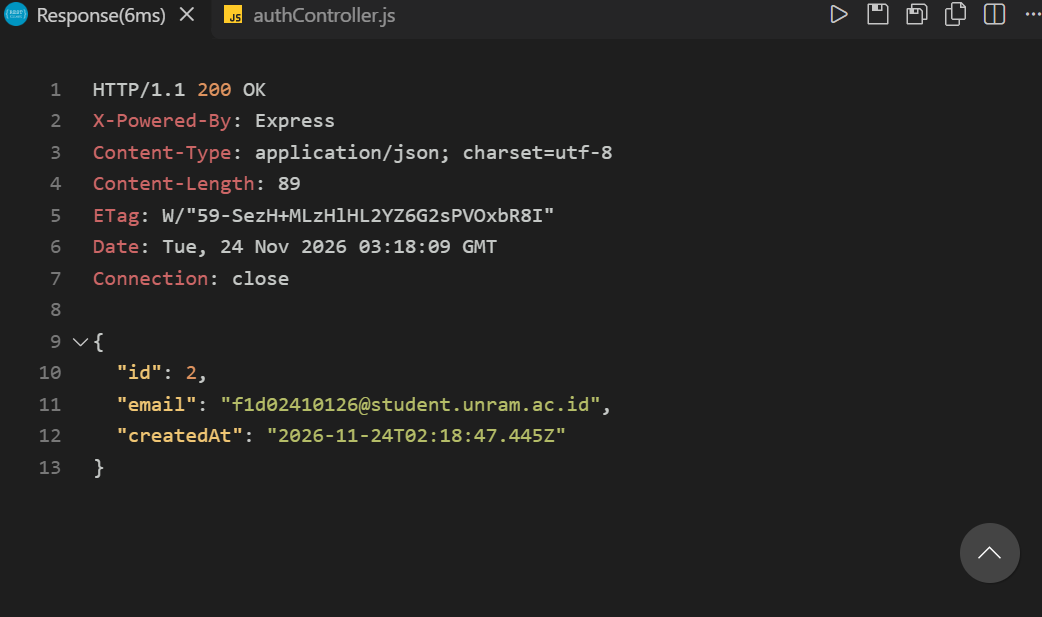 Response(6ms) JS authController.js
1 HTTP/1.1 200 OK
2 X-Powered-By: Express
3 Content-Type: application/json; charset=utf-8
4 Content-Length: 89
5 ETag: W/"59-SezH+MLzHlHL2YZ6G2sPVOxbR8I"
6 Date: Tue, 24 Nov 2026 03:18:09 GMT
7 Connection: close
8
9 {
10 "id": 2,
11 "email": "f1d02410126@student.unram.ac.id",
12 "createdAt": "2026-11-24T02:18:47.445Z"
13 }